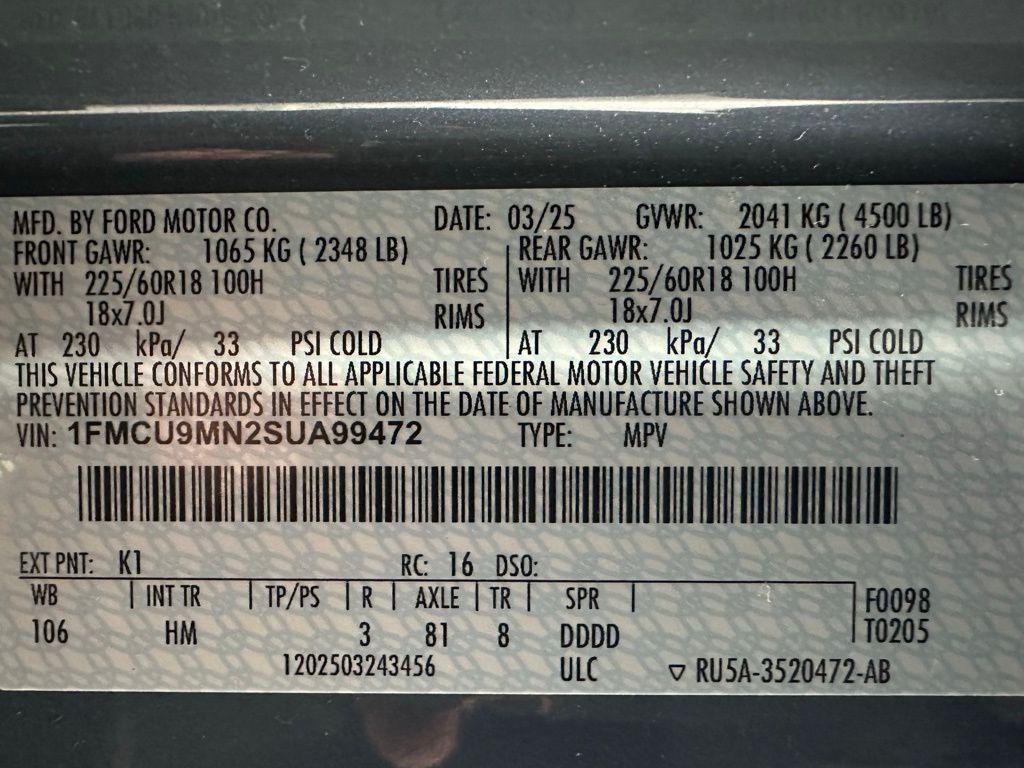 MFD. BY FORD MOTOR CO. DATE: 03/25 GVWR: 2041 KG ( 4500 LB)
FRONT GAWR: 1065 KG ( 2348 LB) REAR GAWR: 1025 KG ( 2260 LB)
WITH 225/60R18 100H TIRES WITH 225/60R18 100H TIRES
18x7.0J RIMS 18x7.0J RIMS
AT 230 kPa/ 33 PSI COLD AT 230 kPa/ 33 PSI COLD
THIS VEHICLE CONFORMS TO ALL APPLICABLE FEDERAL MOTOR VEHICLE SAFETY AND THEFT
PREVENTION STANDARDS IN EFFECT ON THE DATE OF MANUFACTURE SHOWN ABOVE.
VIN: 1FMCU9MN2SUA99472 TYPE: MPV
EXT PNT: K1 RC: 16 DSO:
WB INT TR TP/PS R AXLE TR SPR F0098
106 HM 3 81 8 DDDD T0205
1202503243456 ULC ▽ RU5A-3520472-AB